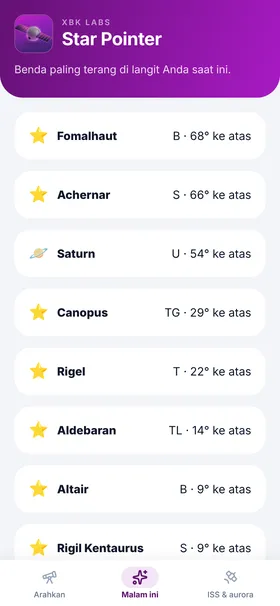 XBK LABS
Star Pointer
Benda paling terang di langit Anda saat ini.
Fomalhaut B · 68° ke atas
Achernar S · 66° ke atas
Saturn U · 54° ke atas
Canopus TG · 29° ke atas
Rigel T · 22° ke atas
Aldebaran TL · 14° ke atas
Altair B · 9° ke atas
Rigil Kentaurus S · 9° ke atas
Arahkan Malam ini ISS & aurora